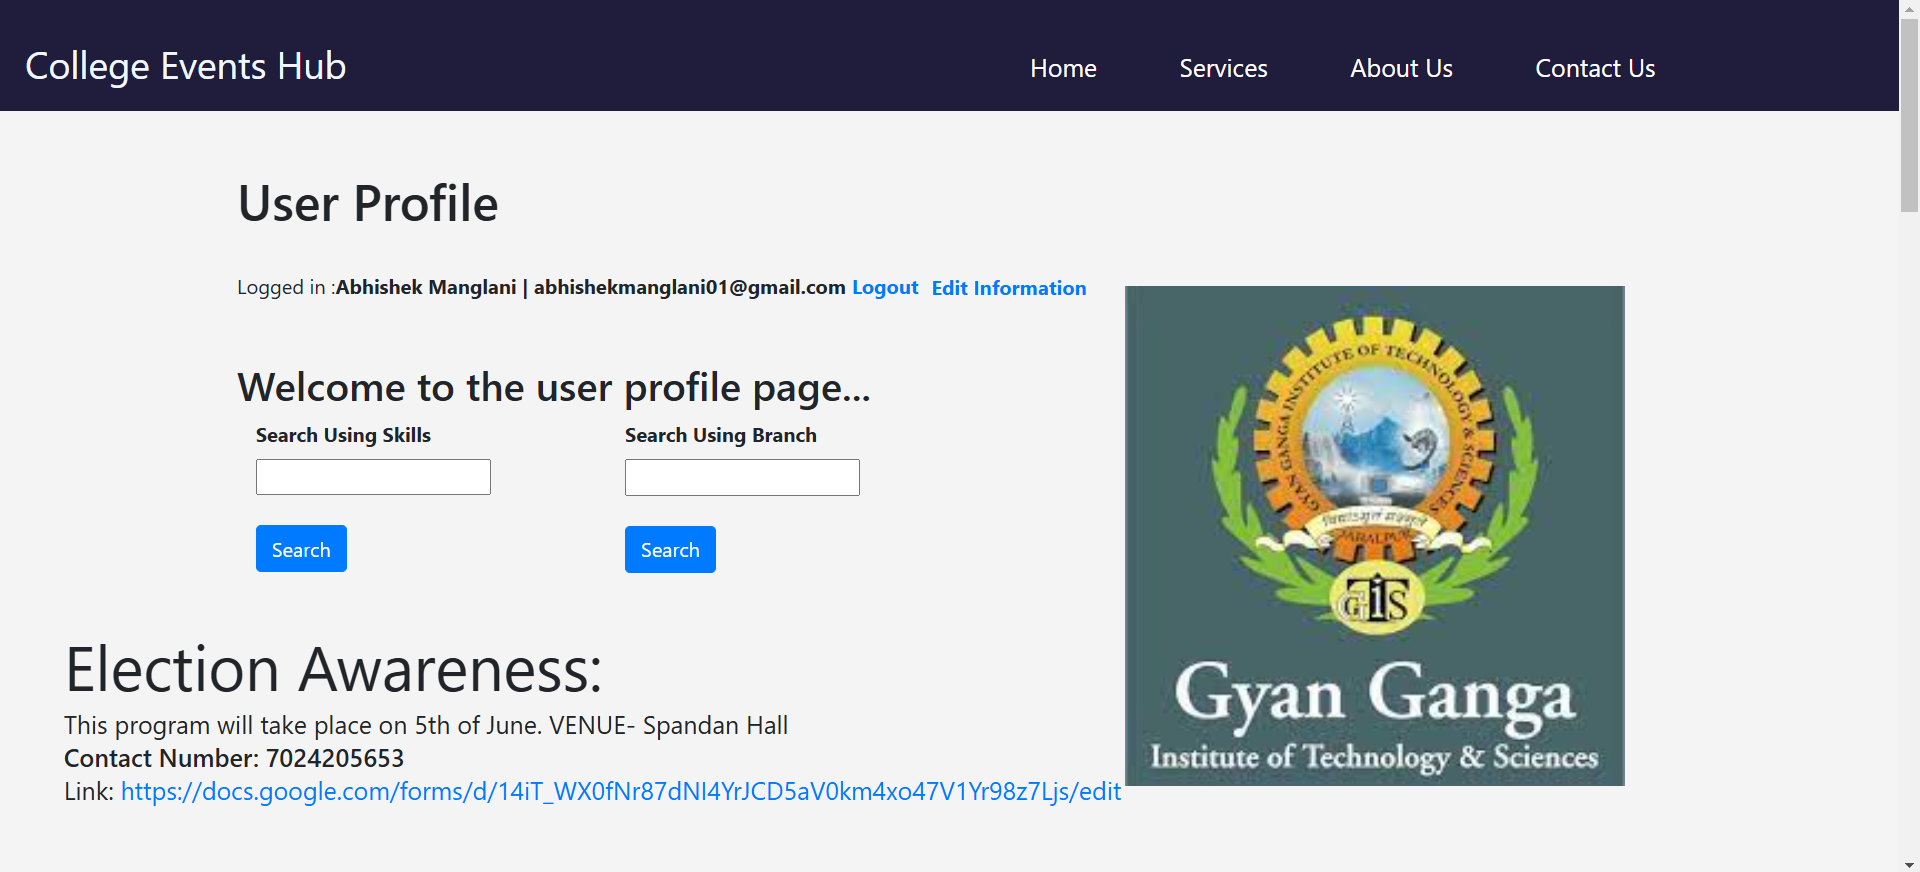 College Events Hub
Home Services About Us Contact Us
User Profile
Logged in :Abhishek Manglani | abhishekmanglani01@gmail.com Logout Edit Information
Welcome to the user profile page...
Search Using Skills
Search Using Branch
Search
Search
Election Awareness:
This program will take place on 5th of June. VENUE- Spandan Hall
Contact Number: 7024205653
Link: https://docs.google.com/forms/d/14iT_WX0fNr87dNI4YrJCD5aV0km4xo47V1Yr98z7Ljs/edit
GYAN GANGA INSTITUTE OF TECHNOLOGY & SCIENCES
JABALPUR
GGITS
Gyan Ganga
Institute of Technology & Sciences